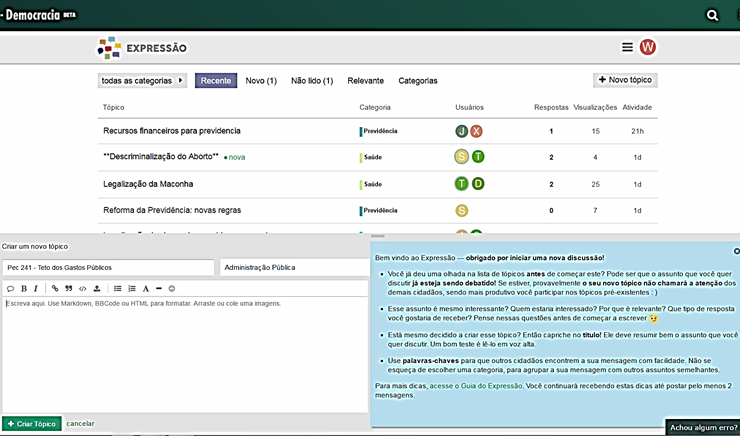 - Democracia BETA
EXPRESSÃO W
todas as categorias Recente Novo (1) Não lido (1) Relevante Categorias + Novo tópico
Tópico Categoria Usuários Respostas Visualizações Atividade
Recursos financeiros para previdencia Previdência J X 1 15 21h
**Descriminalização do Aborto** • nova Saúde S T 2 4 1d
Legalização da Maconha Saúde T D 2 25 1d
Reforma da Previdência: novas regras Previdência S 0 7 1d
Criar um novo tópico
Pec 241 - Teto dos Gastos Públicos Administração Pública
B I A
Escreva aqui. Use Markdown, BBCode ou HTML para formatar. Arraste ou cole uma imagens.
+ Criar Tópico cancelar
Bem vindo ao Expressão — obrigado por iniciar uma nova discussão!
• Você já deu uma olhada na lista de tópicos antes de começar este? Pode ser que o assunto que você quer
discutir já esteja sendo debatido! Se estiver, provavelmente o seu novo tópico não chamará a atenção dos
demais cidadãos, sendo mais produtivo você participar nos tópicos pré-existentes : )
• Esse assunto é mesmo interessante? Quem estaria interessado? Por que é relevante? Que tipo de resposta
você gostaria de receber? Pense nessas questões antes de começar a escrever
• Está mesmo decidido a criar esse tópico? Então capriche no título! Ele deve resumir bem o assunto que você
quer discutir. Um bom teste é lê-lo em voz alta.
• Use palavras-chaves para que outros cidadãos encontrem a sua mensagem com facilidade. Não se
esqueça de escolher uma categoria, para agrupar a sua mensagem com outros assuntos semelhantes.
Para mais dicas, acesse o Guia do Expressão. Você continuará recebendo estas dicas até postar pelo menos 2
mensagens.
Achou algum erro?